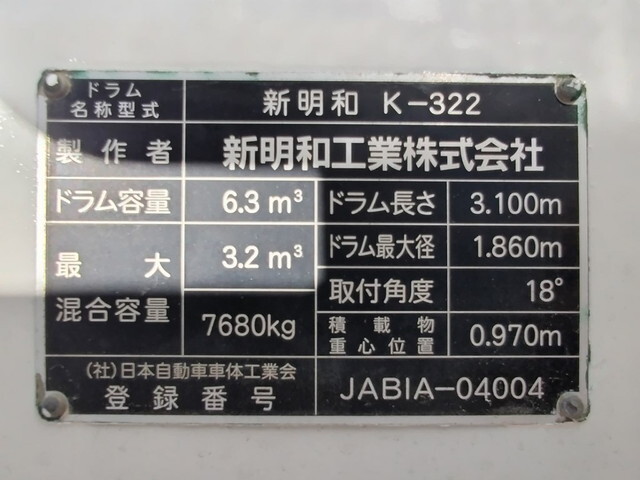 ドラム
名称型式
新明和 K-322
製作者
新明和工業株式会社
ドラム容量
6.3 m³
ドラム長さ
3.100m
最大
混合容量
3.2 m³
7680kg
ドラム最大径
1.860m
取付角度
18°
積載物
重心位置
0.970m
(社)日本自動車車体工業会
登録番号
JABIA-04004